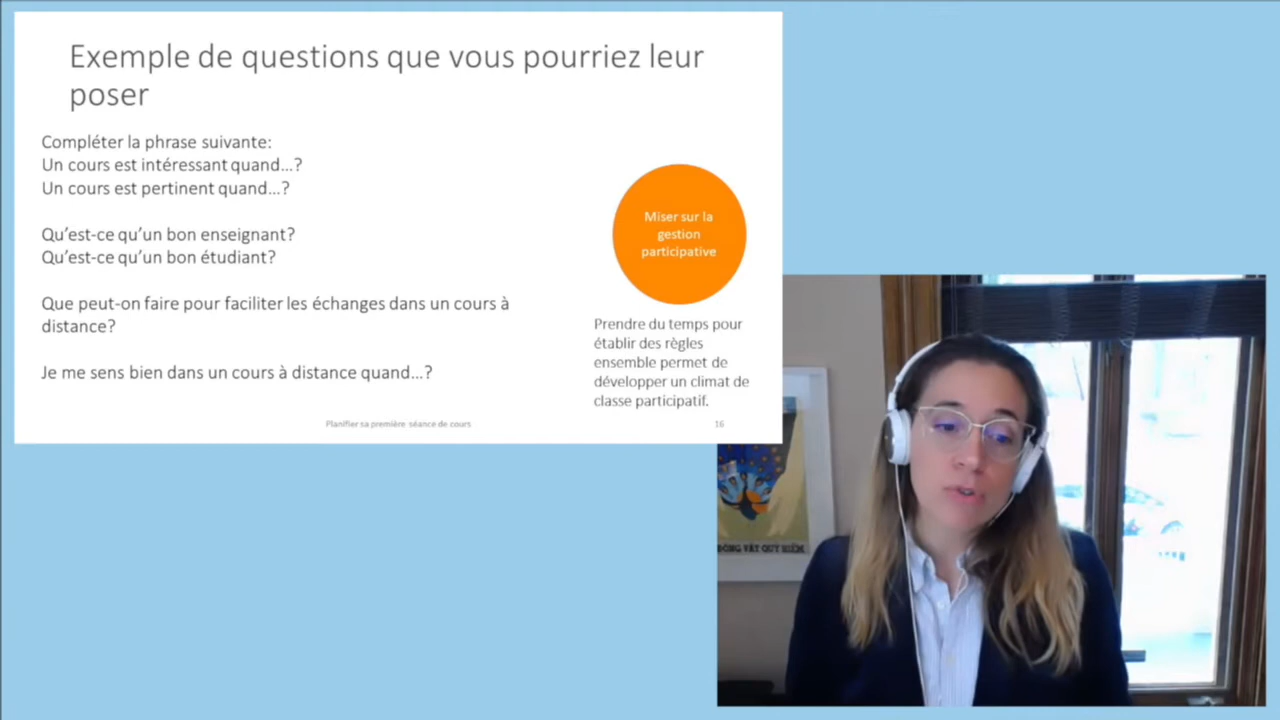 Exemple de questions que vous pourriez leur
poser
Compléter la phrase suivante:
Un cours est intéressant quand...?
Un cours est pertinent quand...?
Qu’est-ce qu’un bon enseignant?
Qu’est-ce qu’un bon étudiant?
Que peut-on faire pour faciliter les échanges dans un cours à
distance?
Je me sens bien dans un cours à distance quand...?
Miser sur la
gestion
participative
Prendre du temps pour
établir des règles
ensemble permet de
développer un climat de
classe participatif.
Planifier sa première séance de cours
16
ĐỘNG VẬT QUÝ HIẾM